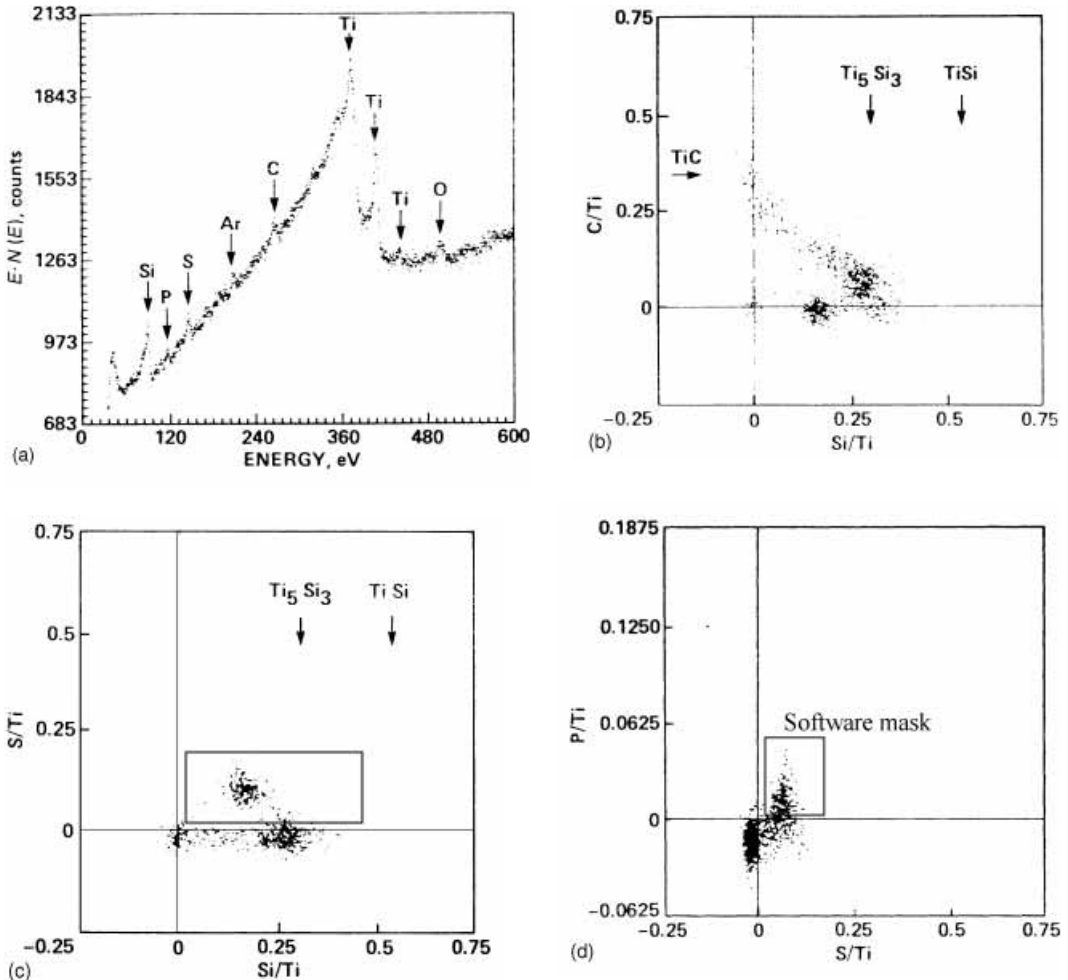 2133
1843
1553
1263
973
683
E·N(E), counts
Si
P
S
Ar
C
Ti
Ti
Ti
O
0
120
240
360
480
600
ENERGY, eV
(a)
0.75
0.5
0.25
0
−0.25
C/Ti
TiC
Ti5 Si3
TiSi
0
0.25
0.50
0.75
Si/Ti
(b)
0.75
0.5
0.25
0
S/Ti
Ti5 Si3
Ti Si
−0.25
0
0.25
0.50
0.75
Si/Ti
(c)
0.1875
0.1250
0.0625
0
−0.0625
P/Ti
Software mask
−0.25
0
0.25
0.50
0.75
S/Ti
(d)